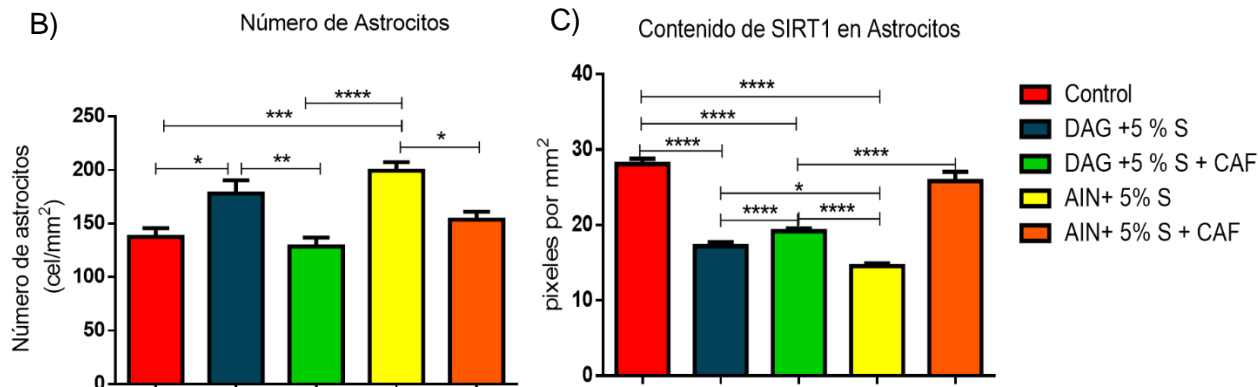 B)
Número de Astrocitos
Número de astrocitos
(cel/mm²)
250
200
150
100
50
0
****
***
*
*
**
C)
Contenido de SIRT1 en Astrocitos
pixeles por mm²
40
30
20
10
0
****
****
****
****
*
****
****
Control
DAG +5 % S
DAG +5 % S + CAF
AIN+ 5% S
AIN+ 5% S + CAF